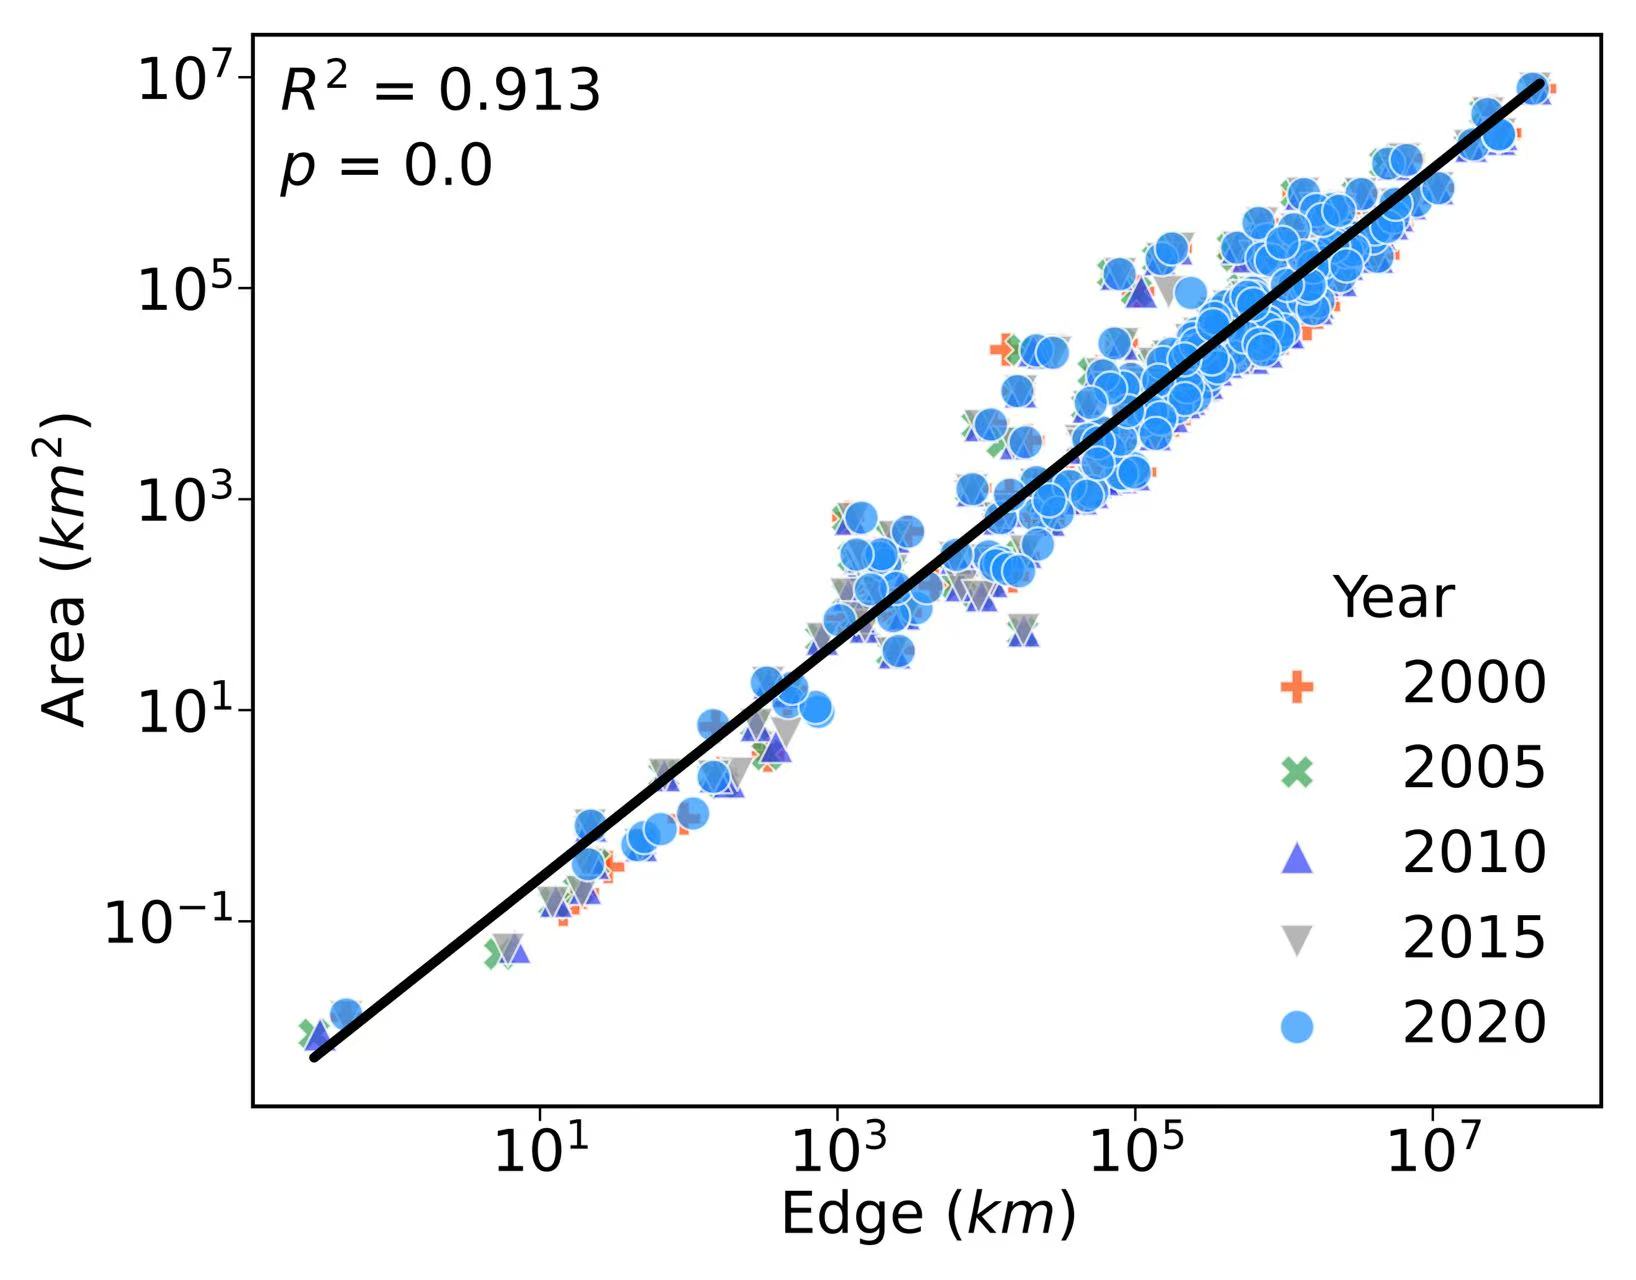 R² = 0.913
p = 0.0
10⁷
10⁵
10³
10¹
10⁻¹
Area (km²)
10¹ 10³ 10⁵ 10⁷
Edge (km)
Year
2000
2005
2010
2015
2020